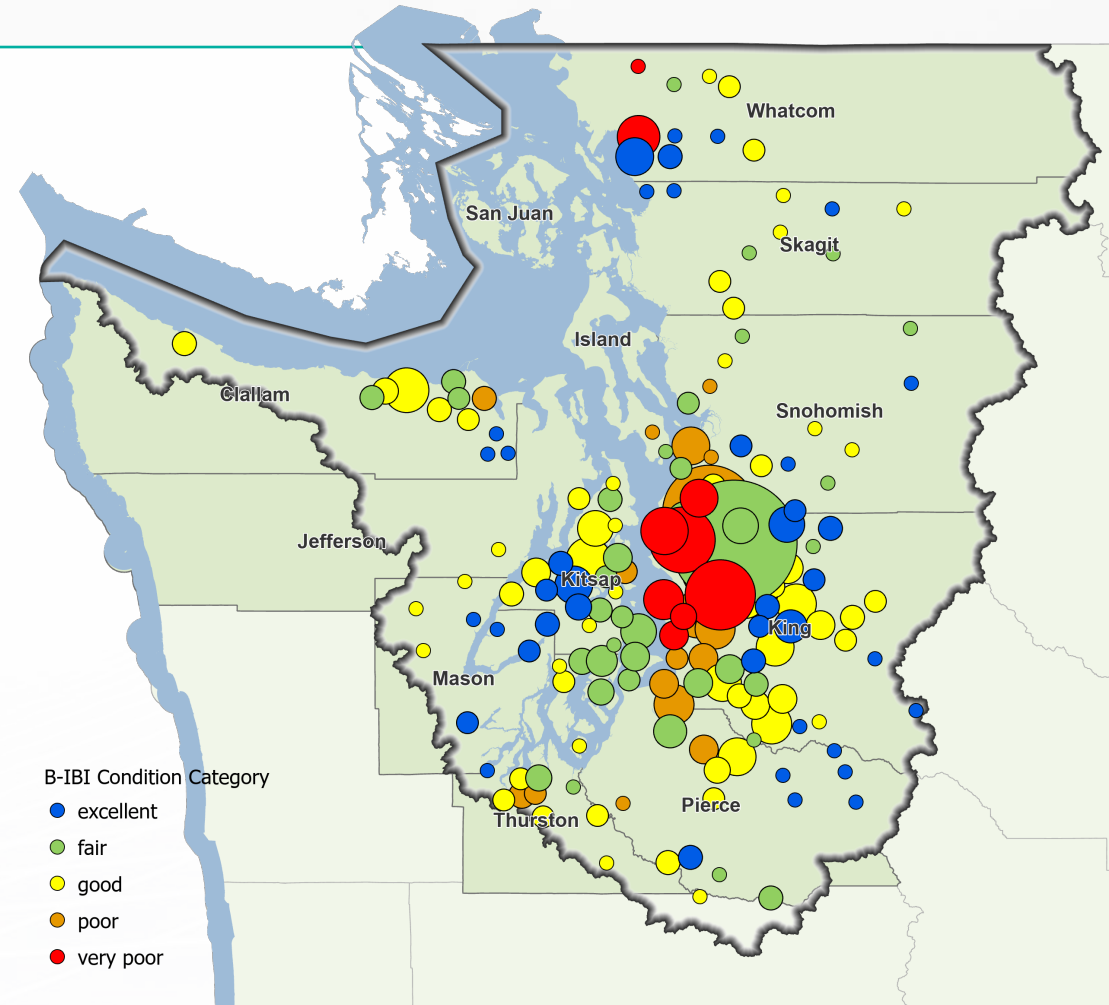 Whatcom
San Juan
Skagit
Island
Clallam
Snohomish
Jefferson
Kitsap
King
Mason
B-IBI Condition Category
excellent
fair
good
poor
very poor
Pierce
Thurston